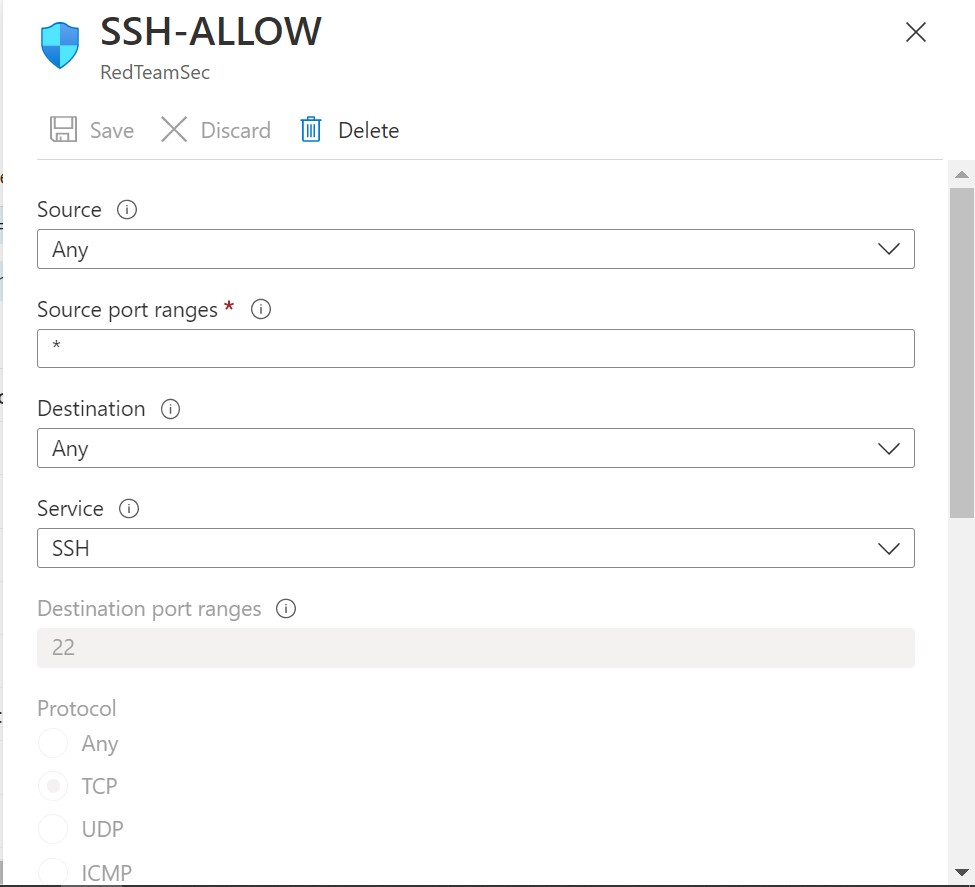 SSH-ALLOW
RedTeamSec
Save Discard Delete
Source
Any
Source port ranges *
*
Destination
Any
Service
SSH
Destination port ranges
22
Protocol
Any
TCP
UDP
ICMP